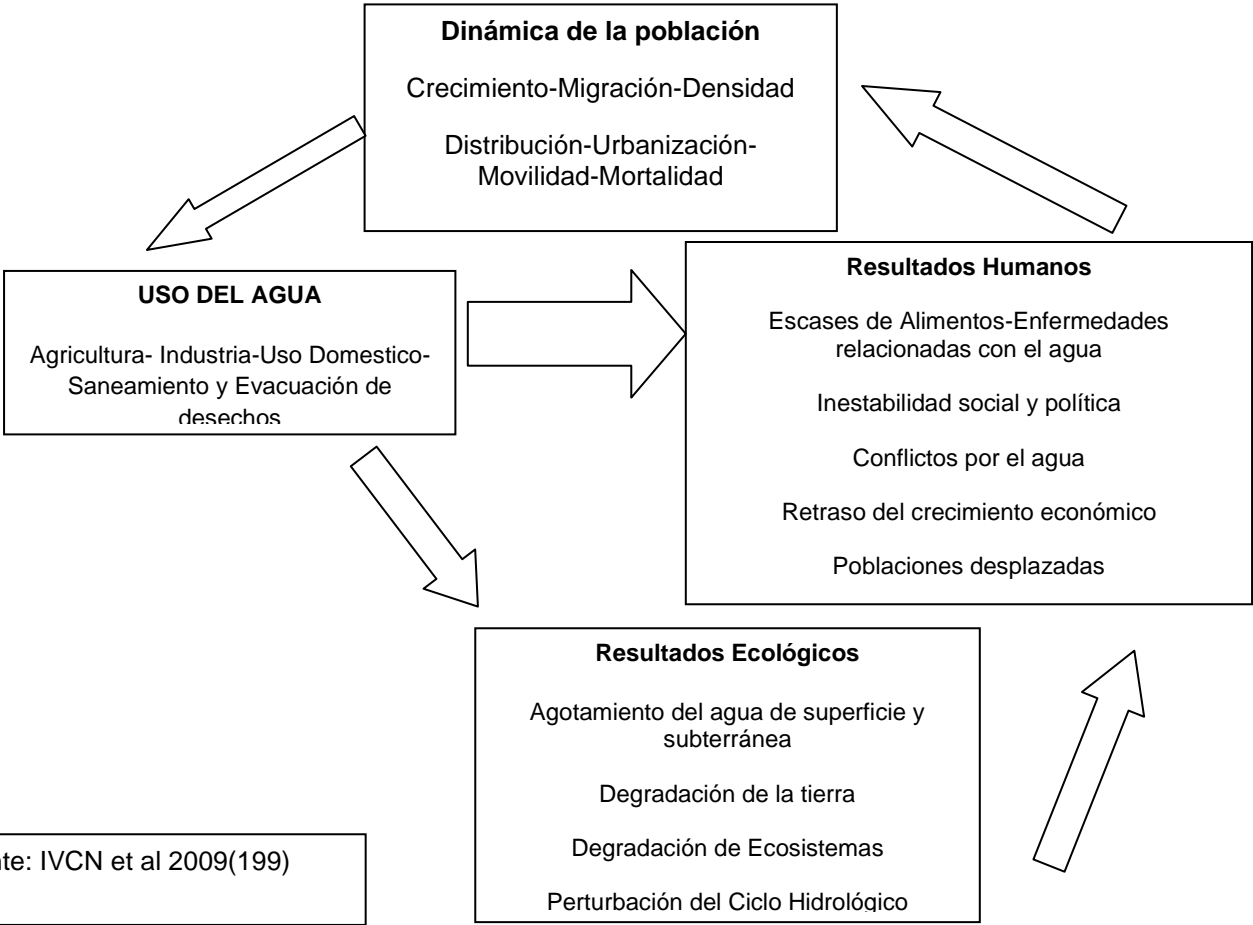 Dinámica de la población
Crecimiento-Migración-Densidad
Distribución-Urbanización-
Movilidad-Mortalidad
USO DEL AGUA
Agricultura- Industria-Uso Domestico-
Saneamiento y Evacuación de
desechos
Resultados Humanos
Escases de Alimentos-Enfermedades
relacionadas con el agua
Inestabilidad social y política
Conflictos por el agua
Retraso del crecimiento económico
Poblaciones desplazadas
Resultados Ecológicos
Agotamiento del agua de superficie y
subterránea
Degradación de la tierra
Degradación de Ecosistemas
Perturbación del Ciclo Hidrológico
nte: IVCN et al 2009(199)